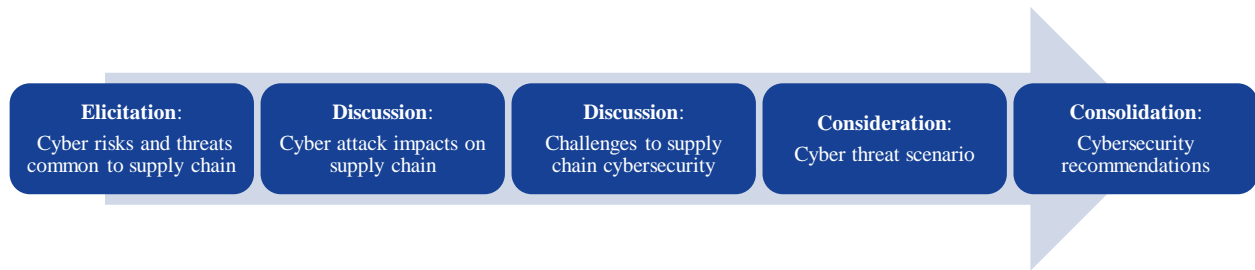 Elicitation:
Cyber risks and threats
common to supply chain
Discussion:
Cyber attack impacts on
supply chain
Discussion:
Challenges to supply
chain cybersecurity
Consideration:
Cyber threat scenario
Consolidation:
Cybersecurity
recommendations